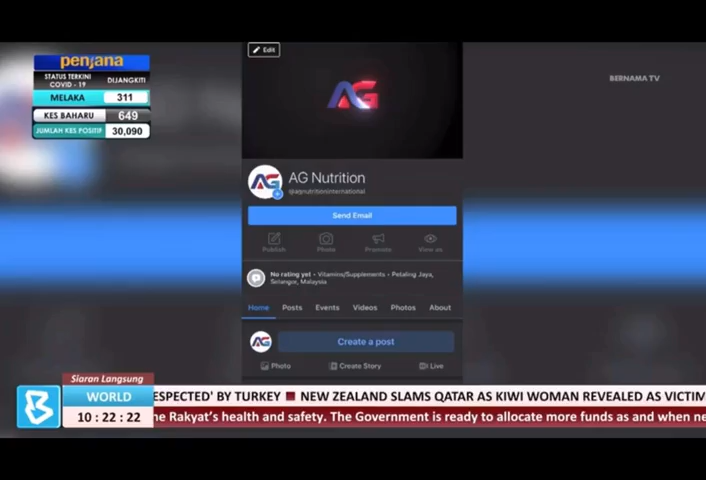 Edit
AG
BERNAMA TV
penjana
STATUS TERKINI
COVID - 19
DIJANGKITI
MELAKA
311
KES BAHARU
649
JUMLAH KES POSITIF
30,090
AG
AG Nutrition
@agnutritioninternational
Send Email
Publish
Photo
Promote
View as
No rating yet • Vitamins/Supplements • Petaling Jaya,
Selangor, Malaysia
Home
Posts
Events
Videos
Photos
About
AG
Create a post
Photo
Create Story
Live
Siaran Langsung
WORLD
ESPECTED' BY TURKEY ■ NEW ZEALAND SLAMS QATAR AS KIWI WOMAN REVEALED AS VICTIM
10 : 22 : 22
he Rakyat's health and safety. The Government is ready to allocate more funds as and when ne